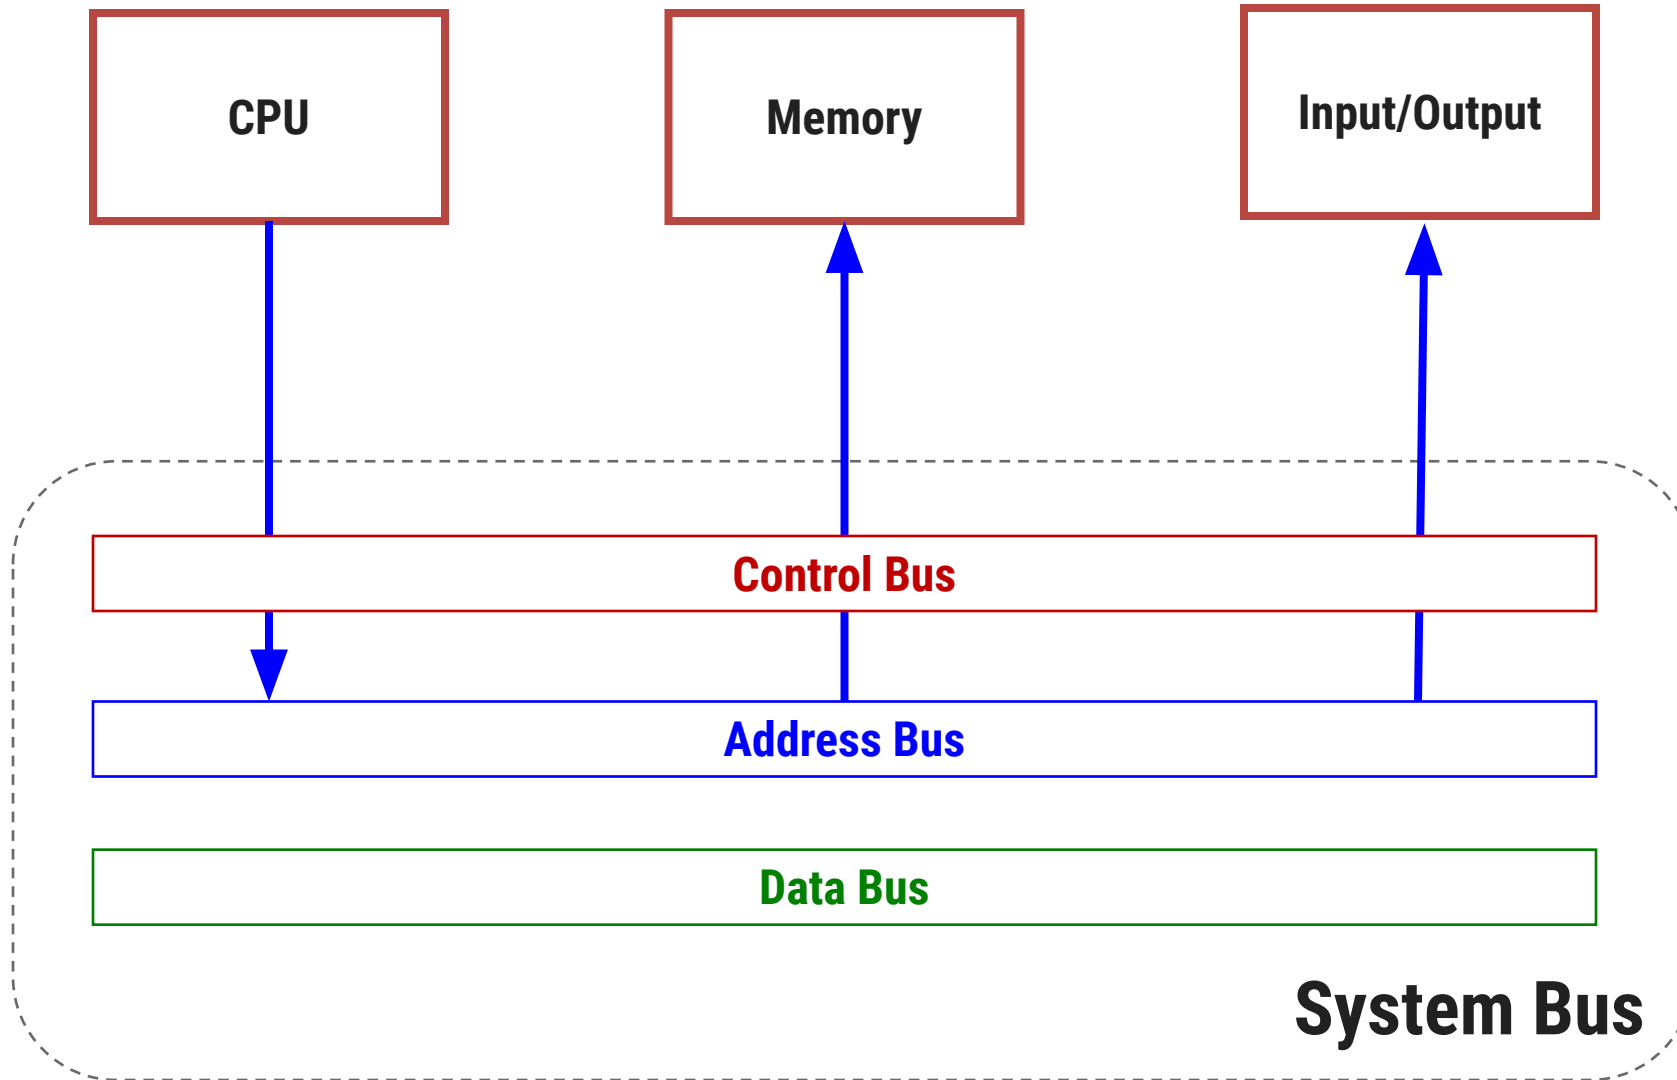 CPU
Memory
Input/Output
Control Bus
Address Bus
Data Bus
System Bus